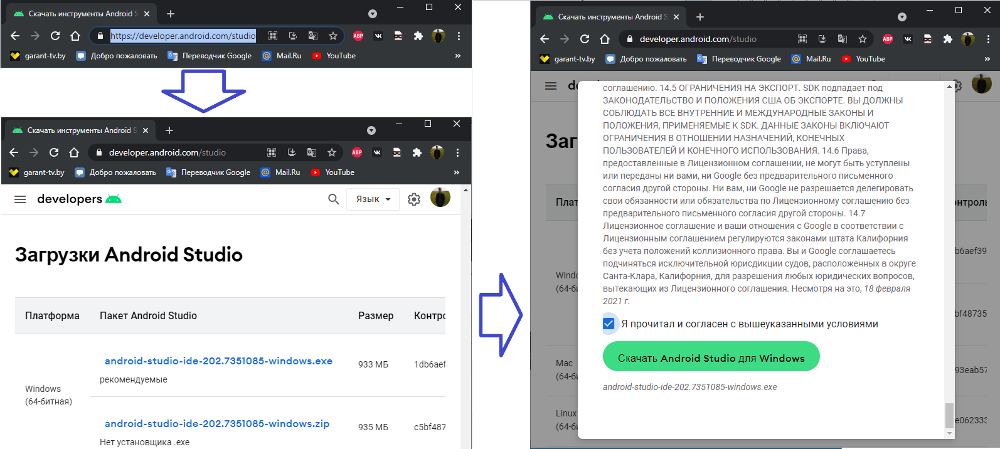 Скачать инструменты Android S
https://developer.android.com/studio
ABP
garant-tv.by
Добро пожаловать
Переводчик Google
Mail.Ru
YouTube
»
Скачать инструменты Android S
developer.android.com/studio
ABP
garant-tv.by
Добро пожаловать
Переводчик Google
Mail.Ru
YouTube
»
developers
Язык
Загрузки Android Studio
Платформа Пакет Android Studio Размер Контро
android-studio-ide-202.7351085-windows.exe 933 МБ 1db6aef
рекомендуемые
Windows
(64-битная)
android-studio-ide-202.7351085-windows.zip 935 МБ c5bf487
Нет установщика .exe
Скачать инструменты Android S
developer.android.com/studio
ABP
garant-tv.by
Добро пожаловать
Переводчик Google
Mail.Ru
YouTube
»
соглашению. 14.5 ОГРАНИЧЕНИЯ НА ЭКСПОРТ. SDK подпадает под
ЗАКОНОДАТЕЛЬСТВО И ПОЛОЖЕНИЯ США ОБ ЭКСПОРТЕ. ВЫ ДОЛЖНЫ
СОБЛЮДАТЬ ВСЕ ВНУТРЕННИЕ И МЕЖДУНАРОДНЫЕ ЗАКОНЫ И
ПОЛОЖЕНИЯ, ПРИМЕНЯЕМЫЕ К SDK. ДАННЫЕ ЗАКОНЫ ВКЛЮЧАЮТ
ОГРАНИЧЕНИЯ В ОТНОШЕНИИ НАЗНАЧЕНИЙ, КОНЕЧНЫХ
ПОЛЬЗОВАТЕЛЕЙ И КОНЕЧНОГО ИСПОЛЬЗОВАНИЯ. 14.6 Права,
предоставленные в Лицензионном соглашении, не могут быть уступлены
или переданы ни вами, ни Google без предварительного письменного
согласия другой стороны. Ни вам, ни Google не разрешается делегировать
свои обязанности или обязательства по Лицензионному соглашению без
предварительного письменного согласия другой стороны. 14.7
Лицензионное соглашение и ваши отношения с Google в соответствии с
Лицензионным соглашением регулируются законами штата Калифорния
без учета положений коллизионного права. Вы и Google соглашаетесь
подчиняться исключительной юрисдикции судов, расположенных в округе
Санта-Клара, Калифорния, для разрешения любых юридических вопросов,
вытекающих из Лицензионного соглашения. Несмотря на это, 18 февраля
2021 г.
Я прочитал и согласен с вышеуказанными условиями
Скачать Android Studio для Windows
android-studio-ide-202.7351085-windows.exe
Заг
Плат
онтроль
b6aef39
Windo
(64-би
bf48735
Mac
(64-би
93eab57
Linux
(64-би
e062333